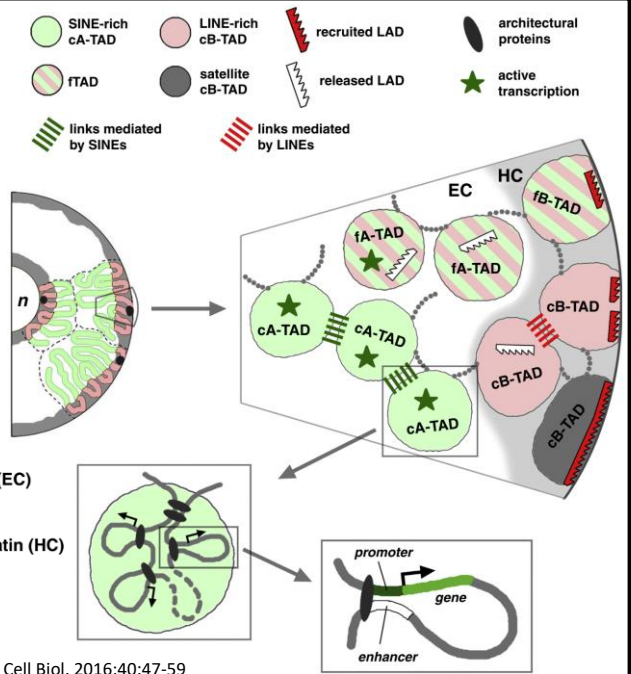 SINE-rich
cA-TAD
LINE-rich
cB-TAD
recruited LAD
architectural
proteins
fTAD
satellite
cB-TAD
released LAD
active
transcription
links mediated
by SINEs
links mediated
by LINEs
EC
HC
fB-TAD
fA-TAD
fA-TAD
n
cB-TAD
cA-TAD
cA-TAD
cB-TAD
cA-TAD
cB-TAD
(EC)
atin (HC)
promoter
gene
enhancer
Cell Biol. 2016;40:47-59